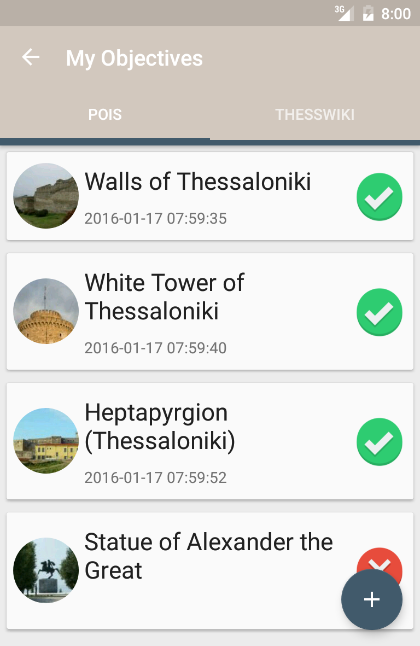 3G 8:00
My Objectives
POIS THESSWIKI
Walls of Thessaloniki
2016-01-17 07:59:35
White Tower of
Thessaloniki
2016-01-17 07:59:40
Heptapyrgion
(Thessaloniki)
2016-01-17 07:59:52
Statue of Alexander the
Great